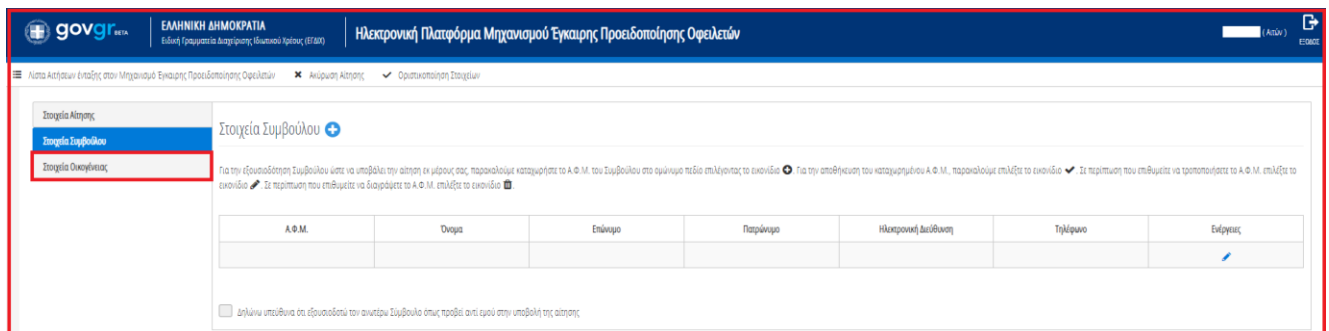 govgr BETA
ΕΛΛΗΝΙΚΗ ΔΗΜΟΚΡΑΤΙΑ
Ειδική Γραμματεία Διαχείρισης Ιδιωτικού Χρέους (ΕΓΔΙΧ)
Ηλεκτρονική Πλατφόρμα Μηχανισμού Έγκαιρης Προειδοποίησης Οφειλετών
( Αιτών )
ΕΞΟΔΟΣ
Λίστα Αιτήσεων ένταξης στον Μηχανισμό Έγκαιρης Προειδοποίησης Οφειλετών Ακύρωση Αίτησης Οριστικοποίηση Στοιχείων
Στοιχεία Αίτησης
Στοιχεία Συμβούλου
Στοιχεία Οικογένειας
Στοιχεία Συμβούλου
Για την εξουσιοδότηση Συμβούλου ώστε να υποβάλει την αίτηση εκ μέρους σας, παρακαλούμε καταχωρήστε το Α.Φ.Μ. του Συμβούλου στο ομώνυμο πεδίο επιλέγοντας το εικονίδιο . Για την αποθήκευση του καταχωρημένου Α.Φ.Μ., παρακαλούμε επιλέξτε το εικονίδιο . Σε περίπτωση που επιθυμείτε να τροποποιήσετε το Α.Φ.Μ. επιλέξτε το
εικονίδιο . Σε περίπτωση που επιθυμείτε να διαγράψετε το Α.Φ.Μ. επιλέξτε το εικονίδιο .
Α.Φ.Μ. Όνομα Επώνυμο Πατρώνυμο Ηλεκτρονική Διεύθυνση Τηλέφωνο Ενέργειες
Δηλώνω υπεύθυνα ότι εξουσιοδοτώ τον ανωτέρω Σύμβουλο όπως προβεί αντί εμού στην υποβολή της αίτησης